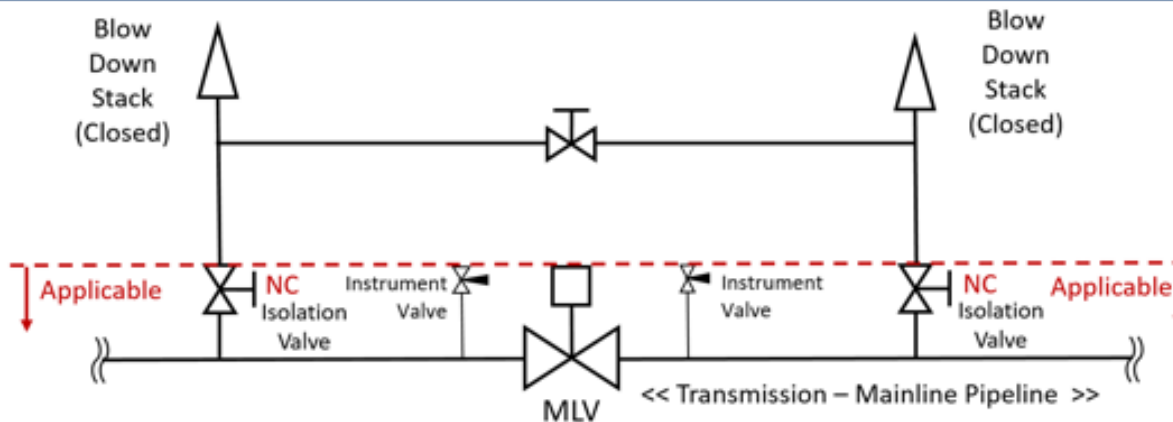 Blow
Down
Stack
(Closed)
Blow
Down
Stack
(Closed)
Applicable
NC
Isolation
Valve
Instrument
Valve
Instrument
Valve
NC
Isolation
Valve
Applicable
MLV
<< Transmission – Mainline Pipeline >>